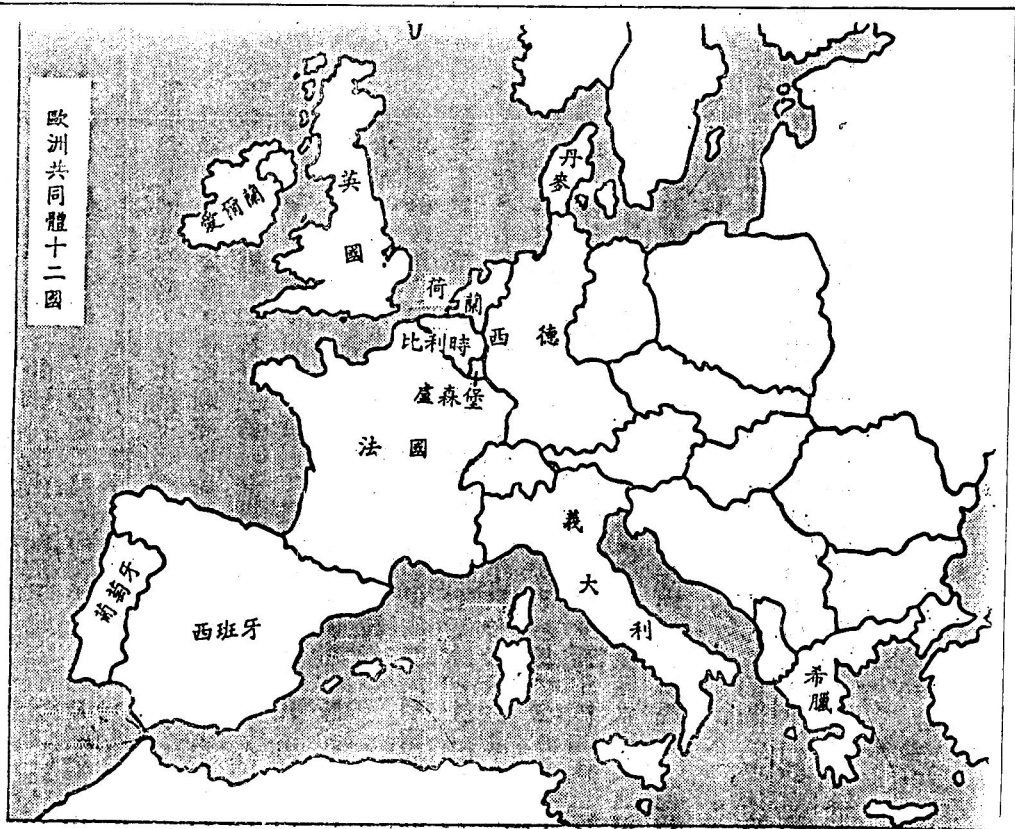 歐洲共同體十二國
愛爾蘭
英國
丹麥
荷蘭
比利時
西德
盧森堡
法國
義大利
葡萄牙
西班牙
希臘